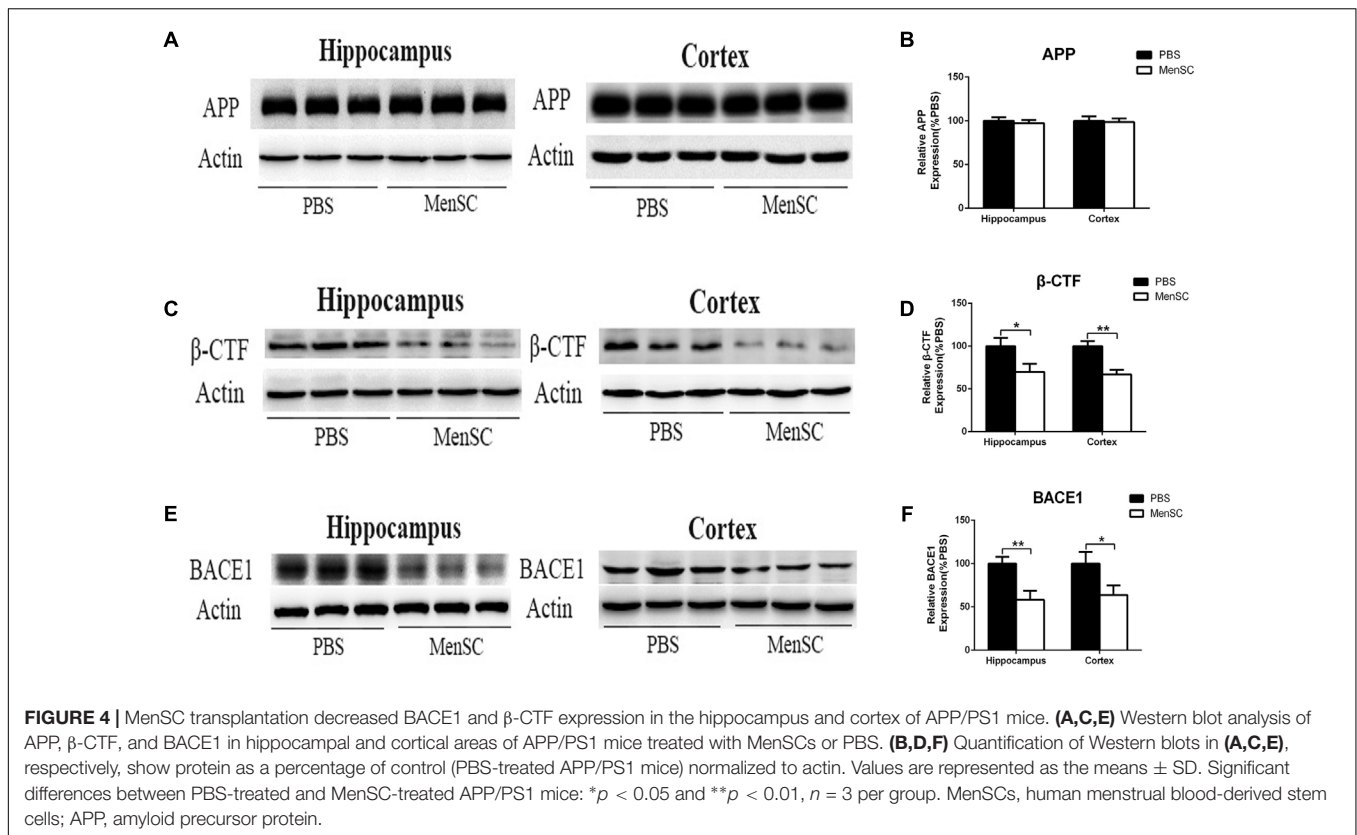 A
Hippocampus
Cortex
APP
Actin
PBS
MenSC
APP
Actin
PBS
MenSC
B
APP
PBS
MenSC
Relative APP
Expression(%PBS)
150
100
50
0
Hippocampus
Cortex
C
Hippocampus
Cortex
β-CTF
Actin
PBS
MenSC
β-CTF
Actin
PBS
MenSC
D
β-CTF
PBS
MenSC
Relative β-CTF
Expression(%PBS)
150
100
50
0
*
**
Hippocampus
Cortex
E
Hippocampus
Cortex
BACE1
Actin
PBS
MenSC
BACE1
Actin
PBS
MenSC
F
BACE1
PBS
MenSC
Relative BACE1
Expression(%PBS)
150
100
50
0
**
*
Hippocampus
Cortex
FIGURE 4 | MenSC transplantation decreased BACE1 and β-CTF expression in the hippocampus and cortex of APP/PS1 mice. (A,C,E) Western blot analysis of
APP, β-CTF, and BACE1 in hippocampal and cortical areas of APP/PS1 mice treated with MenSCs or PBS. (B,D,F) Quantification of Western blots in (A,C,E),
respectively, show protein as a percentage of control (PBS-treated APP/PS1 mice) normalized to actin. Values are represented as the means ± SD. Significant
differences between PBS-treated and MenSC-treated APP/PS1 mice: *p < 0.05 and **p < 0.01, n = 3 per group. MenSCs, human menstrual blood-derived stem
cells; APP, amyloid precursor protein.